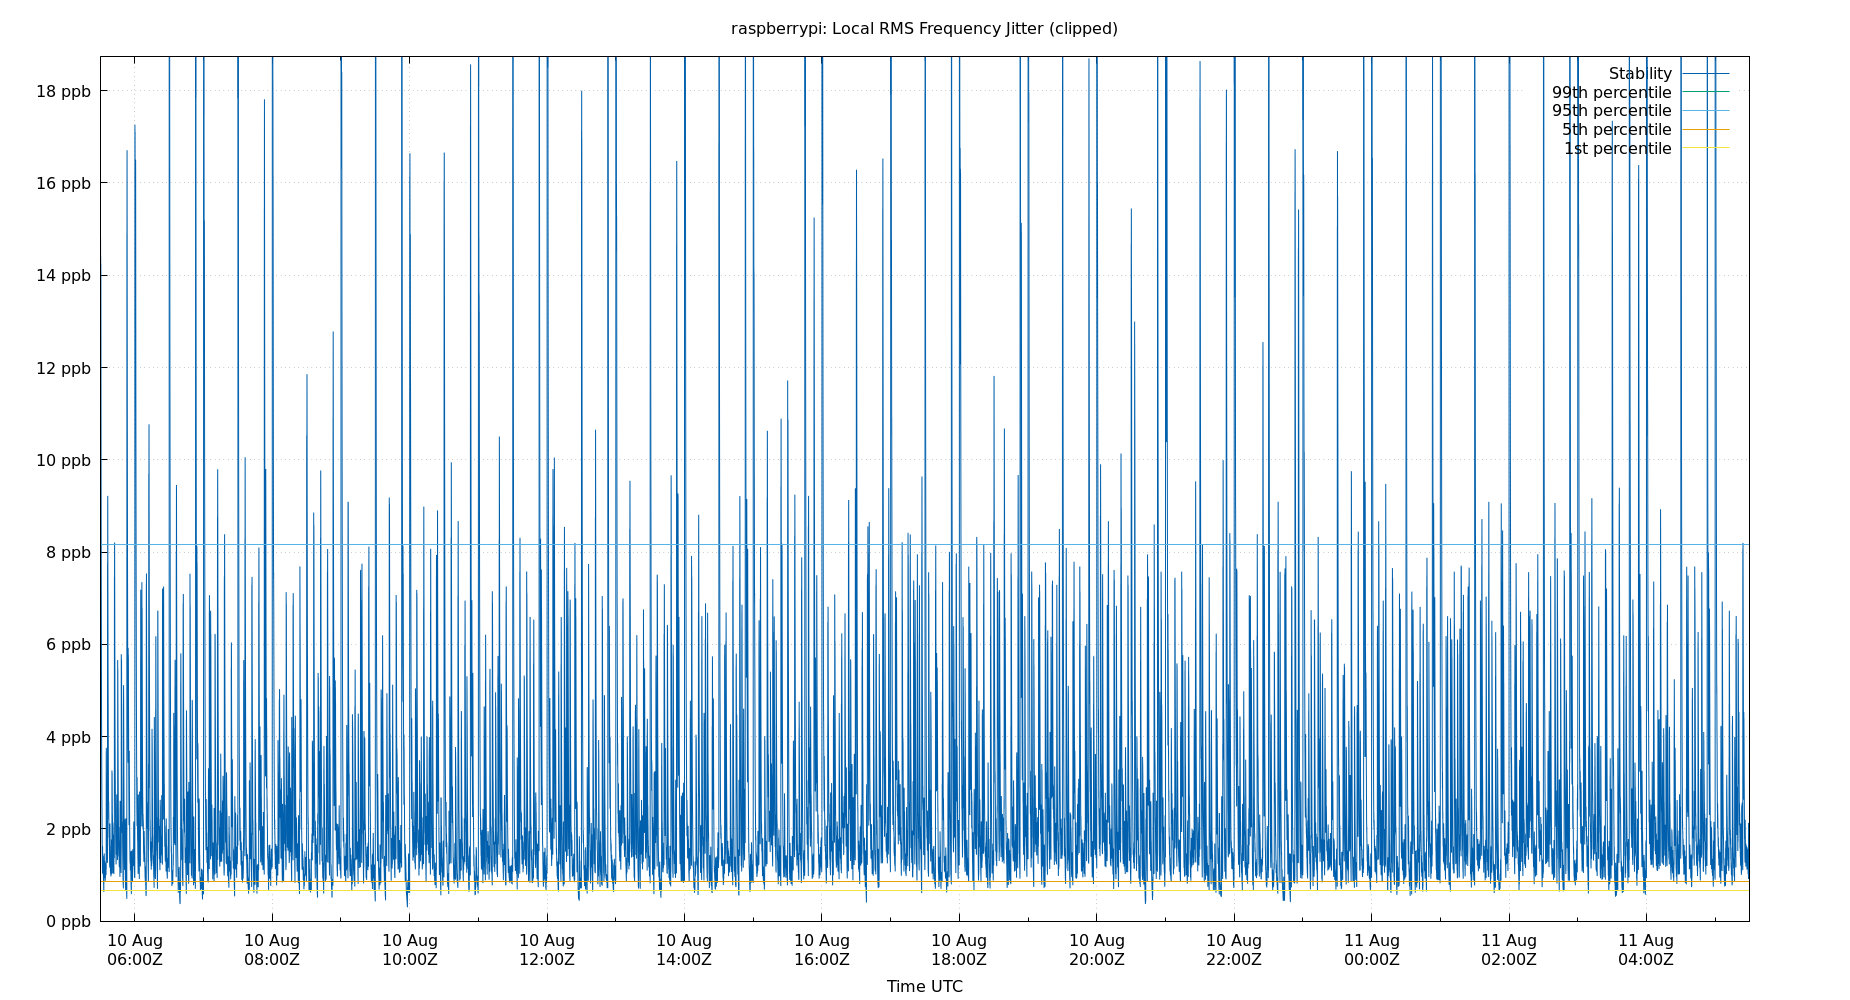 raspberrypi: Local RMS Frequency Jitter (clipped)
Stability
99th percentile
95th percentile
5th percentile
1st percentile
18 ppb
16 ppb
14 ppb
12 ppb
10 ppb
8 ppb
6 ppb
4 ppb
2 ppb
0 ppb
10 Aug 10 Aug 10 Aug 10 Aug 10 Aug 10 Aug 10 Aug 10 Aug 10 Aug 11 Aug 11 Aug 11 Aug
06:00Z 08:00Z 10:00Z 12:00Z 14:00Z 16:00Z 18:00Z 20:00Z 22:00Z 00:00Z 02:00Z 04:00Z
Time UTC